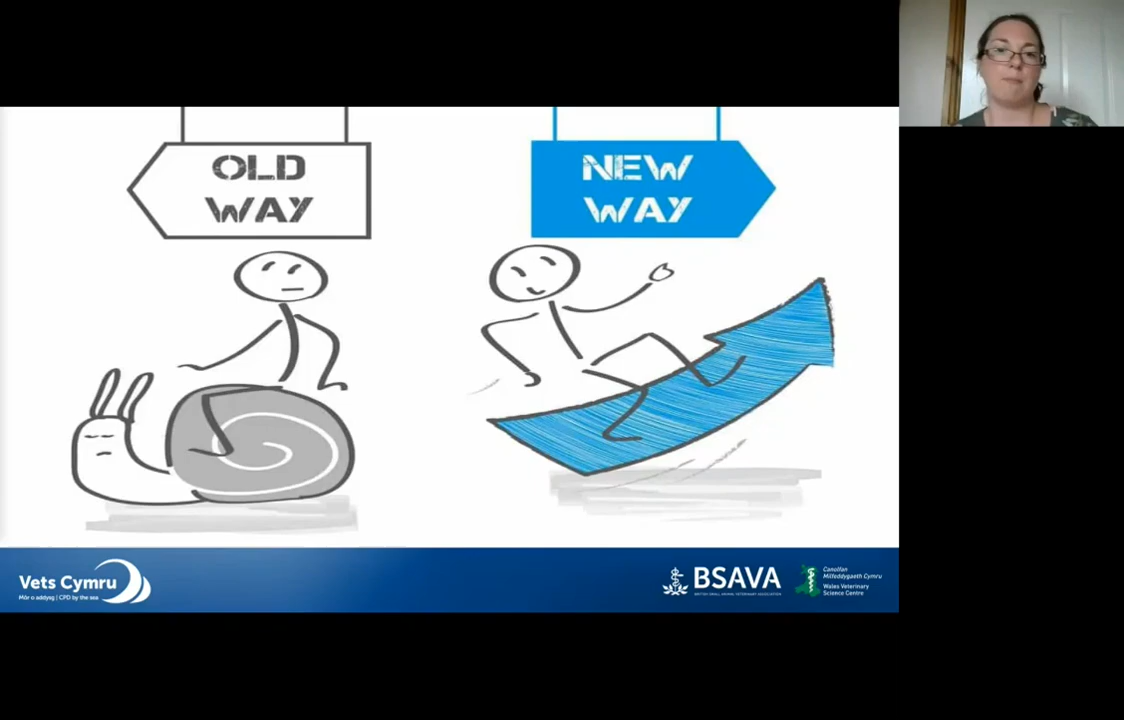 OLD
WAY
NEW
WAY
Vets Cymru
Môr o addysg | CPD by the sea
BSAVA
BRITISH SMALL ANIMAL VETERINARY ASSOCIATION
Canolfan
Milfeddygaeth Cymru
Wales Veterinary
Science Centre